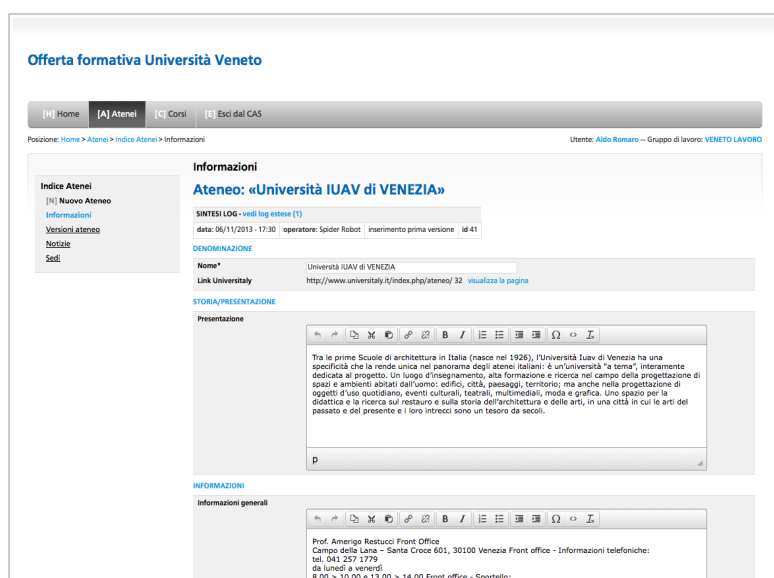 Offerta formativa Università Veneto
[H] Home [A] Atenei [C] Corsi [E] Esci dal CAS
Posizione: Home > Atenei > Indice Atenei > Informazioni
Utente: Aldo Romaro — Gruppo di lavoro: VENETO LAVORO
Indice Atenei
[N] Nuovo Ateneo
Informazioni
Versioni ateneo
Notizie
Sedi
Informazioni
Ateneo: «Università IUAV di VENEZIA»
SINTESI LOG - vedi log estese (1)
data: 06/11/2013 - 17:30 operatore: Spider Robot inserimento prima versione id 41
DENOMINAZIONE
Nome* Università IUAV di VENEZIA
Link Universitaly http://www.universitaly.it/index.php/ateneo/ 32 visualizza la pagina
STORIA/PRESENTAZIONE
Presentazione
Tra le prime Scuole di architettura in Italia (nasce nel 1926), l'Università Iuav di Venezia ha una
specificità che la rende unica nel panorama degli atenei italiani: è un'università "a tema", interamente
dedicata al progetto. Un luogo d'insegnamento, alta formazione e ricerca nel campo della progettazione di
spazi e ambienti abitati dall'uomo: edifici, città, paesaggi, territorio; ma anche nella progettazione di
oggetti d'uso quotidiano, eventi culturali, teatrali, multimediali, moda e grafica. Uno spazio per la
didattica e la ricerca sul restauro e sulla storia dell'architettura e delle arti, in una città in cui le arti del
passato e del presente e i loro intrecci sono un tesoro da secoli.
p
INFORMAZIONI
Informazioni generali
Prof. Amerigo Restucci Front Office
Campo della Lana – Santa Croce 601, 30100 Venezia Front office - Informazioni telefoniche:
tel. 041 257 1779
da lunedì a venerdì
8.00 > 10.00 e 13.00 > 14.00 Front office - Sportello: